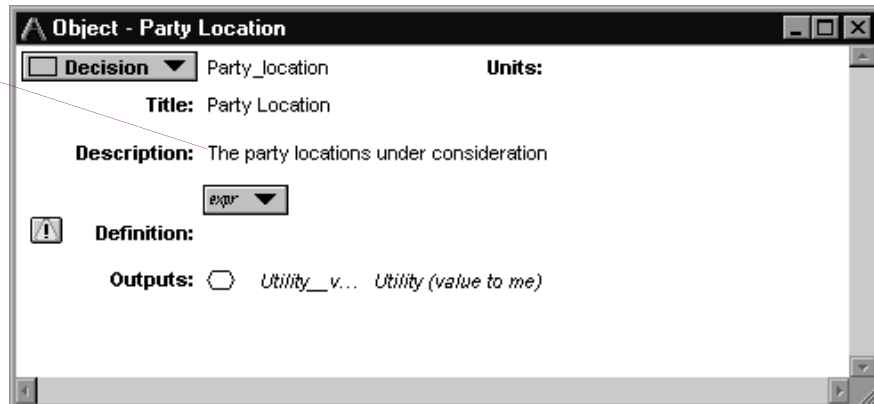 Object - Party Location
Decision Party_location Units:
Title: Party Location
Description: The party locations under consideration
expr
Definition:
Outputs: Utility__v... Utility (value to me)